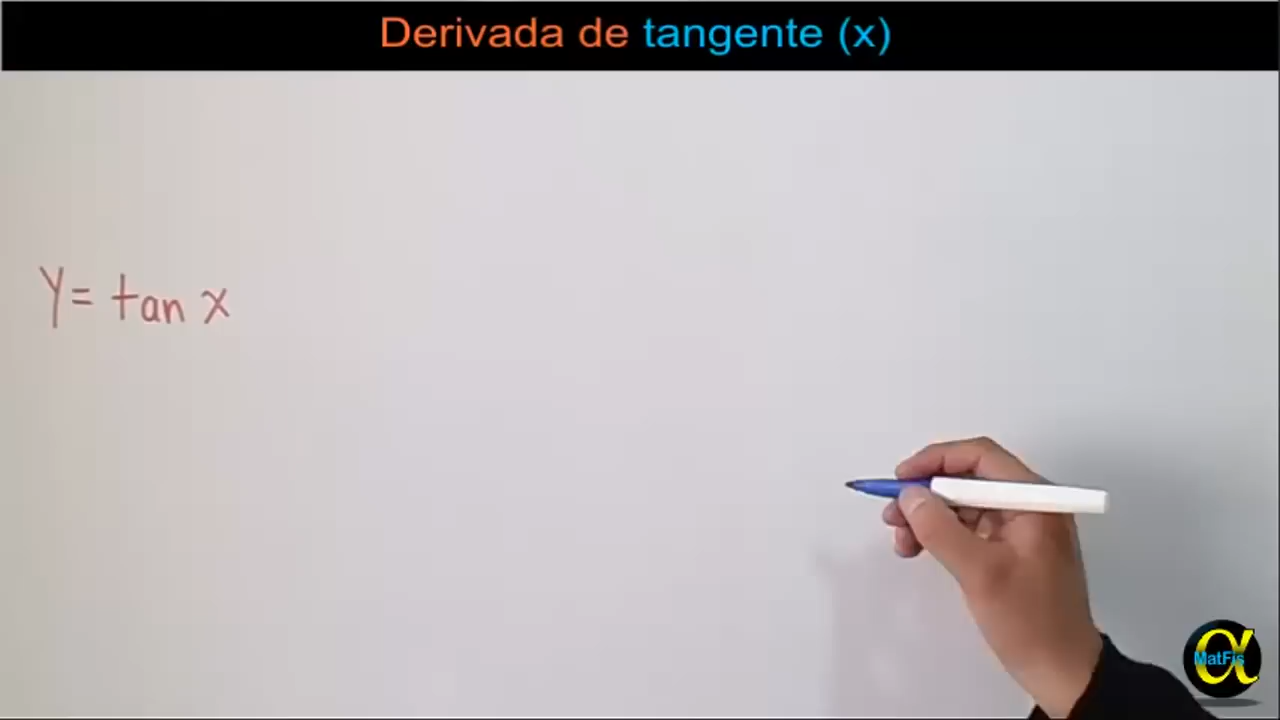 Derivada de tangente (x)
Y= tan x
MatFis
α